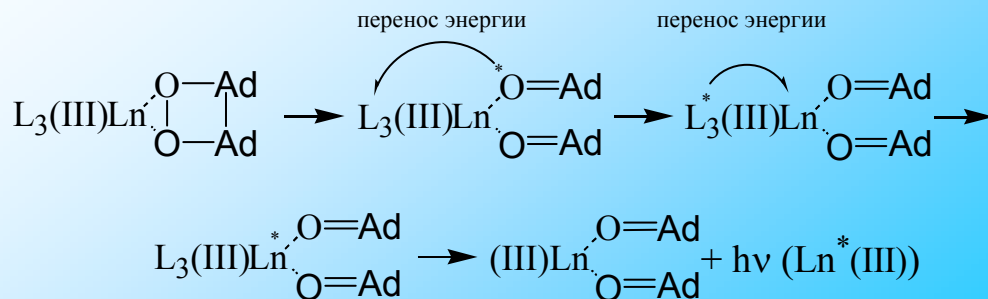 перенос энергии перенос энергии
O—Ad *O=Ad O=Ad
L₃(III)Ln L₃(III)Ln L₃*(III)Ln
O—Ad O=Ad O=Ad
* O=Ad O=Ad
L₃(III)Ln (III)Ln + hν (Ln*(III))
O=Ad O=Ad